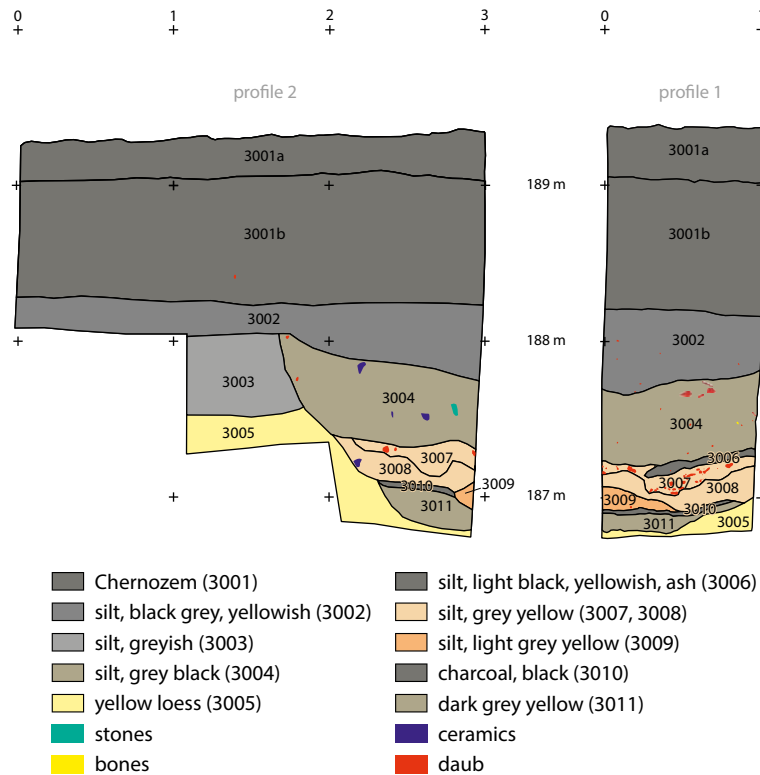 0 1 2 3 0
profile 2 profile 1
3001a 3001a
189 m
3001b 3001b
3002
188 m
3002
3003
3004
3004
3005
3007 3006
3008 3007 3008
3010 3009 187 m 3009
3011 3010
3011 3005
Chernozem (3001)
silt, black grey, yellowish (3002)
silt, greyish (3003)
silt, grey black (3004)
yellow loess (3005)
stones
bones
silt, light black, yellowish, ash (3006)
silt, grey yellow (3007, 3008)
silt, light grey yellow (3009)
charcoal, black (3010)
dark grey yellow (3011)
ceramics
daub